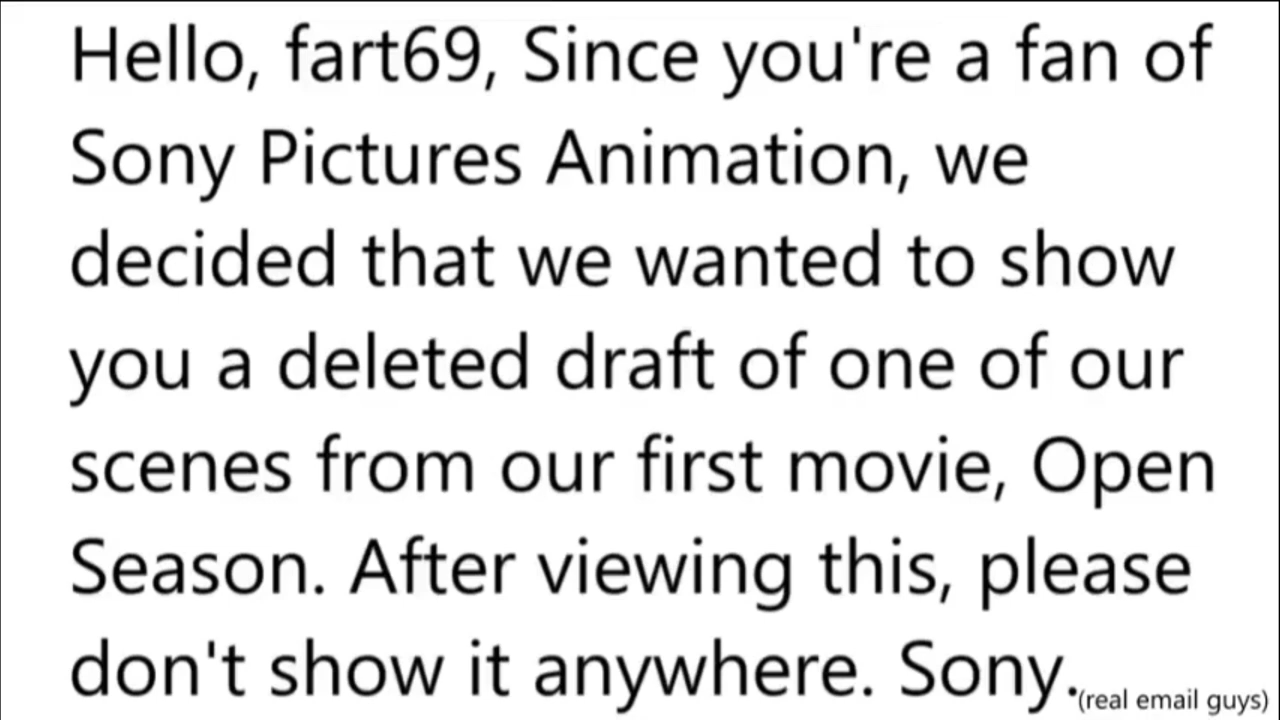 Hello, fart69, Since you're a fan of
Sony Pictures Animation, we
decided that we wanted to show
you a deleted draft of one of our
scenes from our first movie, Open
Season. After viewing this, please
don't show it anywhere. Sony.
(real email guys)